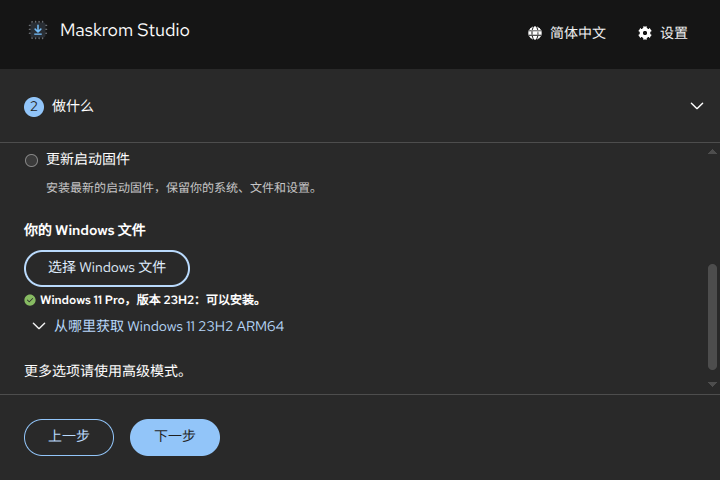 Maskrom Studio
简体中文
设置
2 做什么
更新启动固件
安装最新的启动固件，保留你的系统、文件和设置。
你的 Windows 文件
选择 Windows 文件
Windows 11 Pro，版本 23H2：可以安装。
从哪里获取 Windows 11 23H2 ARM64
更多选项请使用高级模式。
上一步
下一步